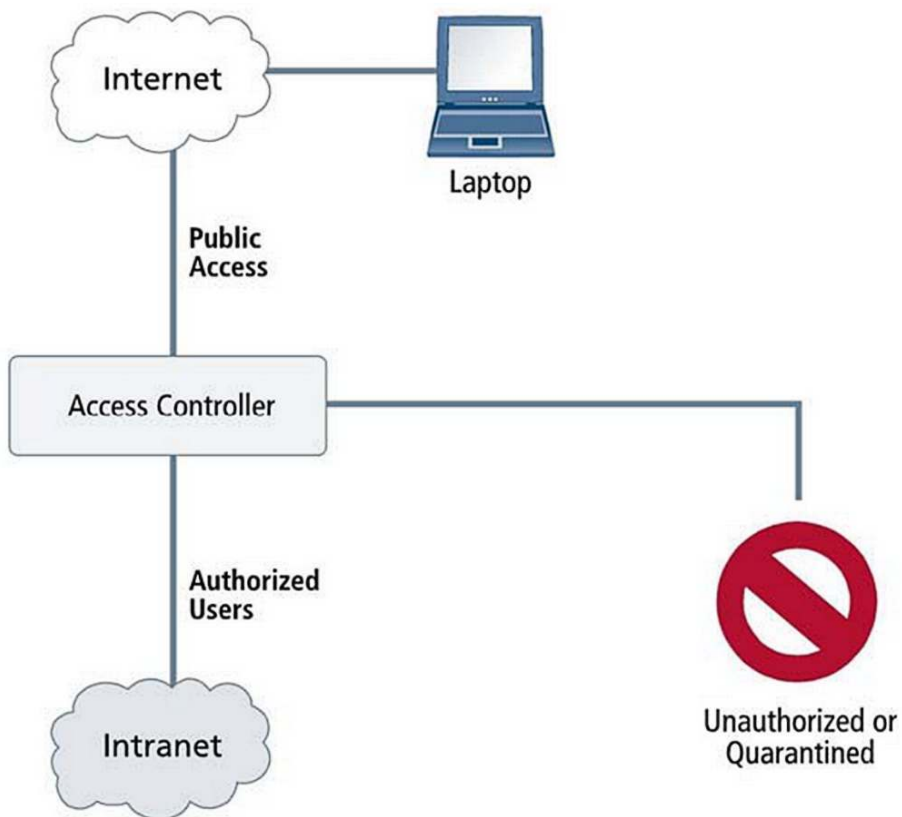 Internet
Laptop
Public
Access
Access Controller
Authorized
Users
Intranet
Unauthorized or
Quarantined